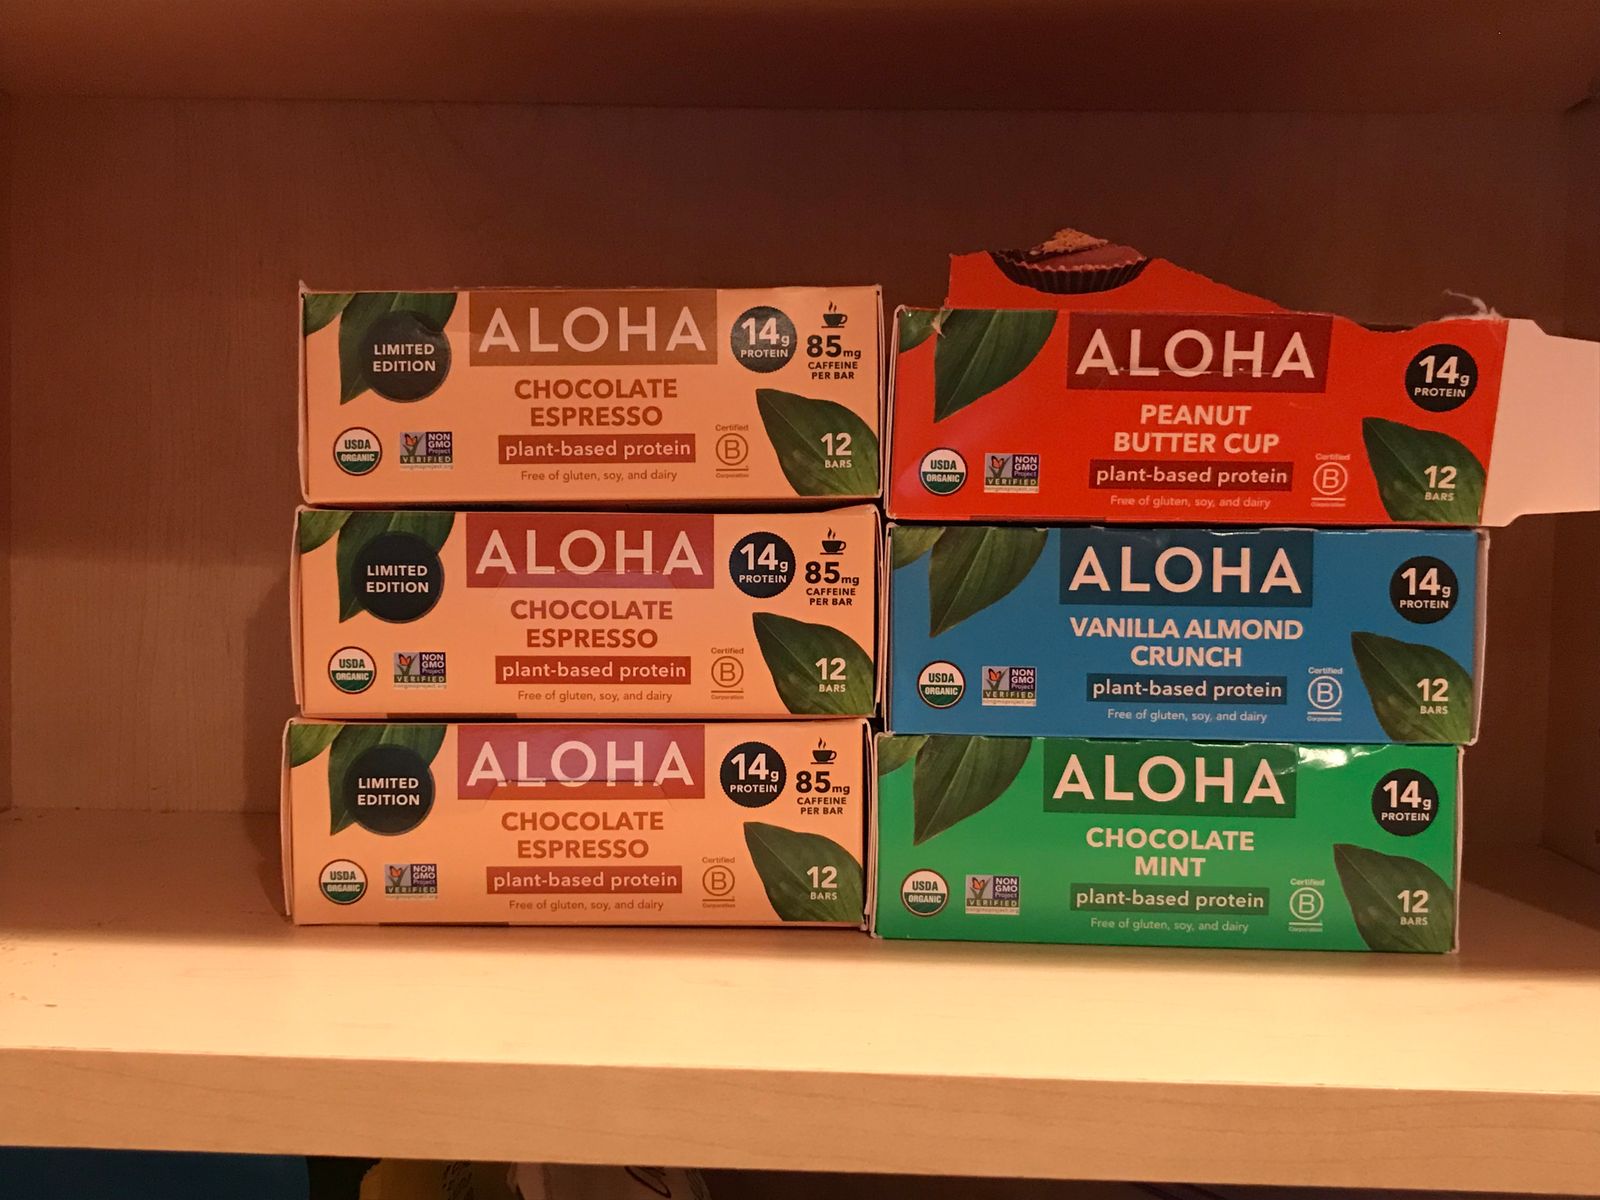 LIMITED
EDITION
ALOHA
14g
PROTEIN
85mg
CAFFEINE
PER BAR
CHOCOLATE
ESPRESSO
plant-based protein
Free of gluten, soy, and dairy
USDA
ORGANIC
NON
GMO
Project
VERIFIED
Certified
B
Corporation
12
BARS
LIMITED
EDITION
ALOHA
14g
PROTEIN
85mg
CAFFEINE
PER BAR
CHOCOLATE
ESPRESSO
plant-based protein
Free of gluten, soy, and dairy
USDA
ORGANIC
NON
GMO
Project
VERIFIED
Certified
B
Corporation
12
BARS
LIMITED
EDITION
ALOHA
14g
PROTEIN
85mg
CAFFEINE
PER BAR
CHOCOLATE
ESPRESSO
plant-based protein
Free of gluten, soy, and dairy
USDA
ORGANIC
NON
GMO
Project
VERIFIED
Certified
B
Corporation
12
BARS
ALOHA
14g
PROTEIN
PEANUT
BUTTER CUP
plant-based protein
Free of gluten, soy, and dairy
USDA
ORGANIC
NON
GMO
Project
VERIFIED
Certified
B
Corporation
12
BARS
ALOHA
14g
PROTEIN
VANILLA ALMOND
CRUNCH
plant-based protein
Free of gluten, soy, and dairy
USDA
ORGANIC
NON
GMO
Project
VERIFIED
nongmoproject.org
Certified
B
Corporation
12
BARS
ALOHA
14g
PROTEIN
CHOCOLATE
MINT
plant-based protein
Free of gluten, soy, and dairy
USDA
ORGANIC
NON
GMO
Project
VERIFIED
nongmoproject.org
Certified
B
Corporation
12
BARS